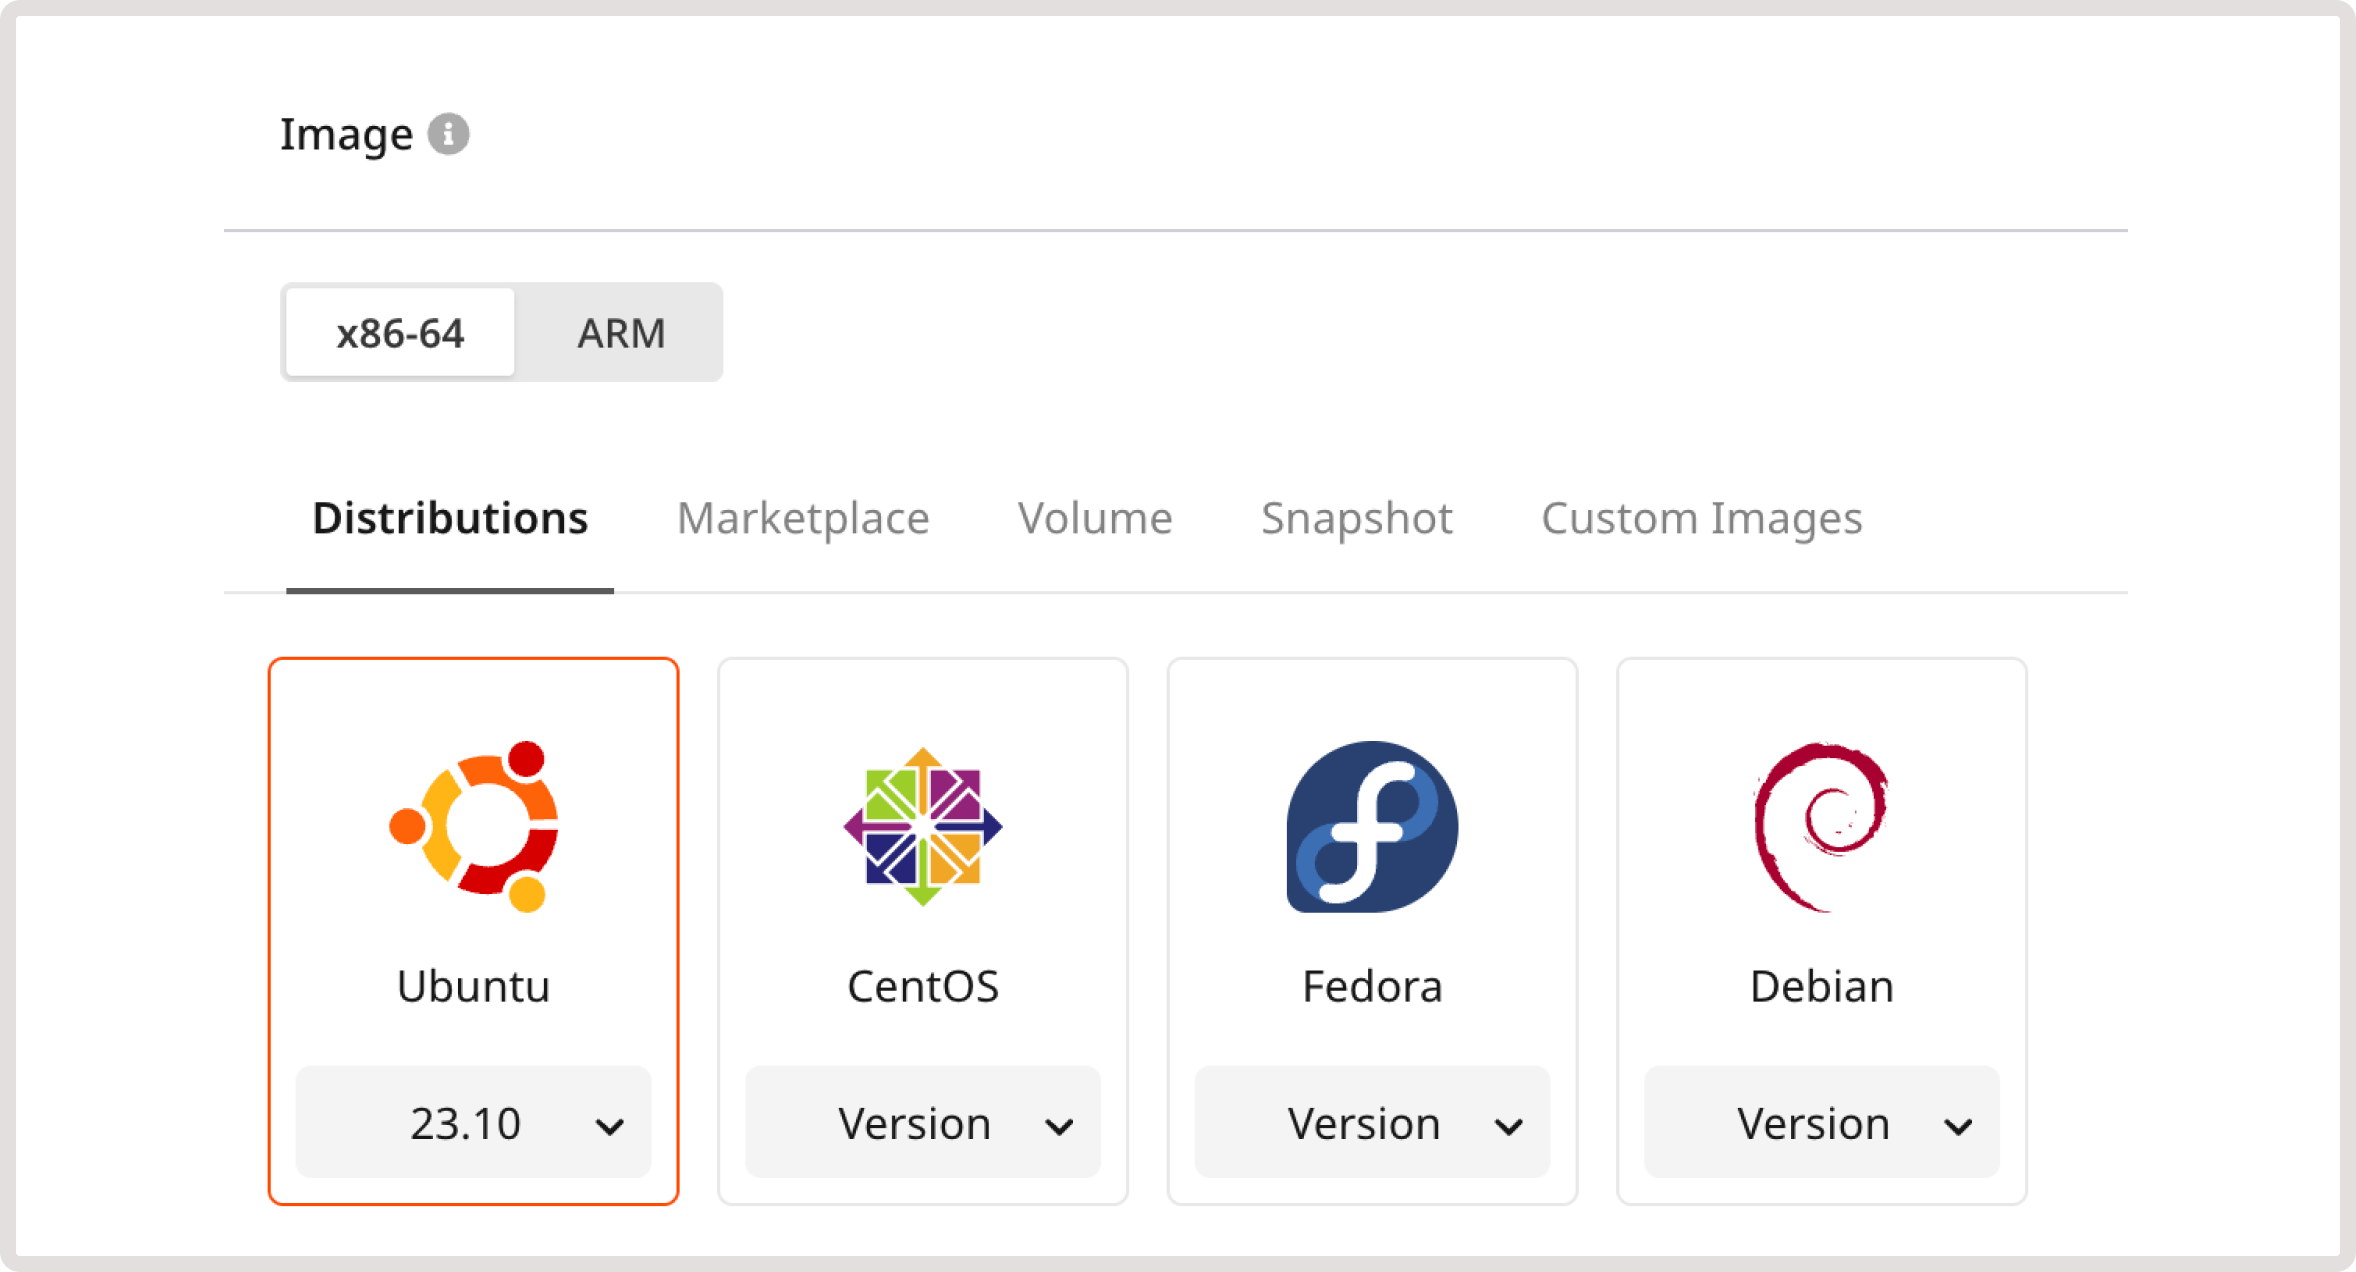 Image
x86-64 ARM
Distributions Marketplace Volume Snapshot Custom Images
Ubuntu CentOS Fedora Debian
23.10 Version Version Version